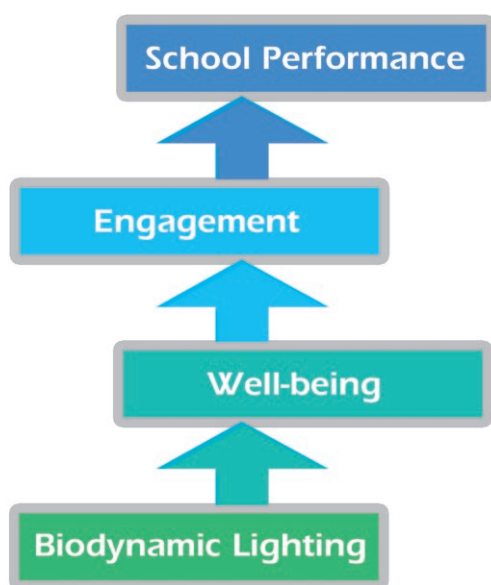 School Performance
Engagement
Well-being
Biodynamic Lighting